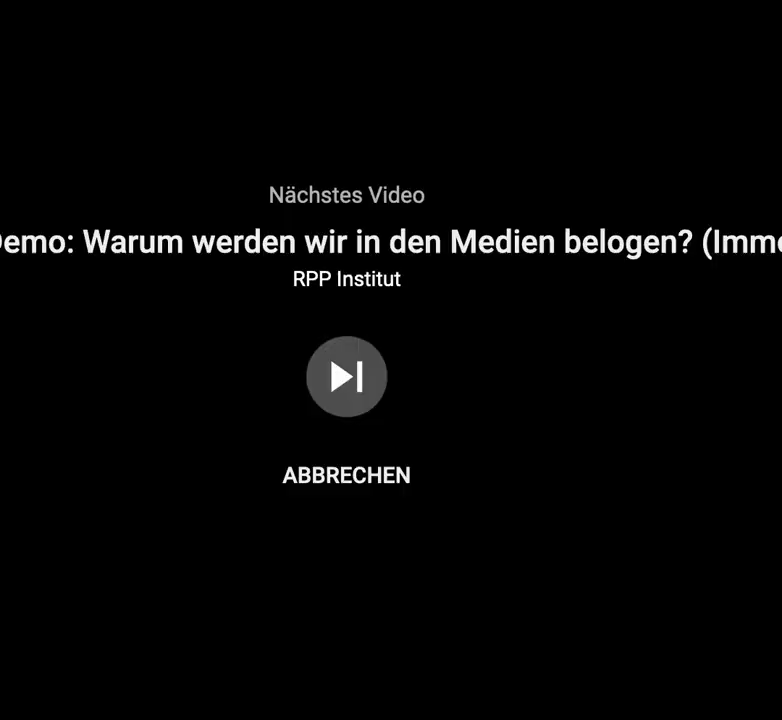 Nächstes Video
Demo: Warum werden wir in den Medien belogen? (Imme
RPP Institut
ABBRECHEN